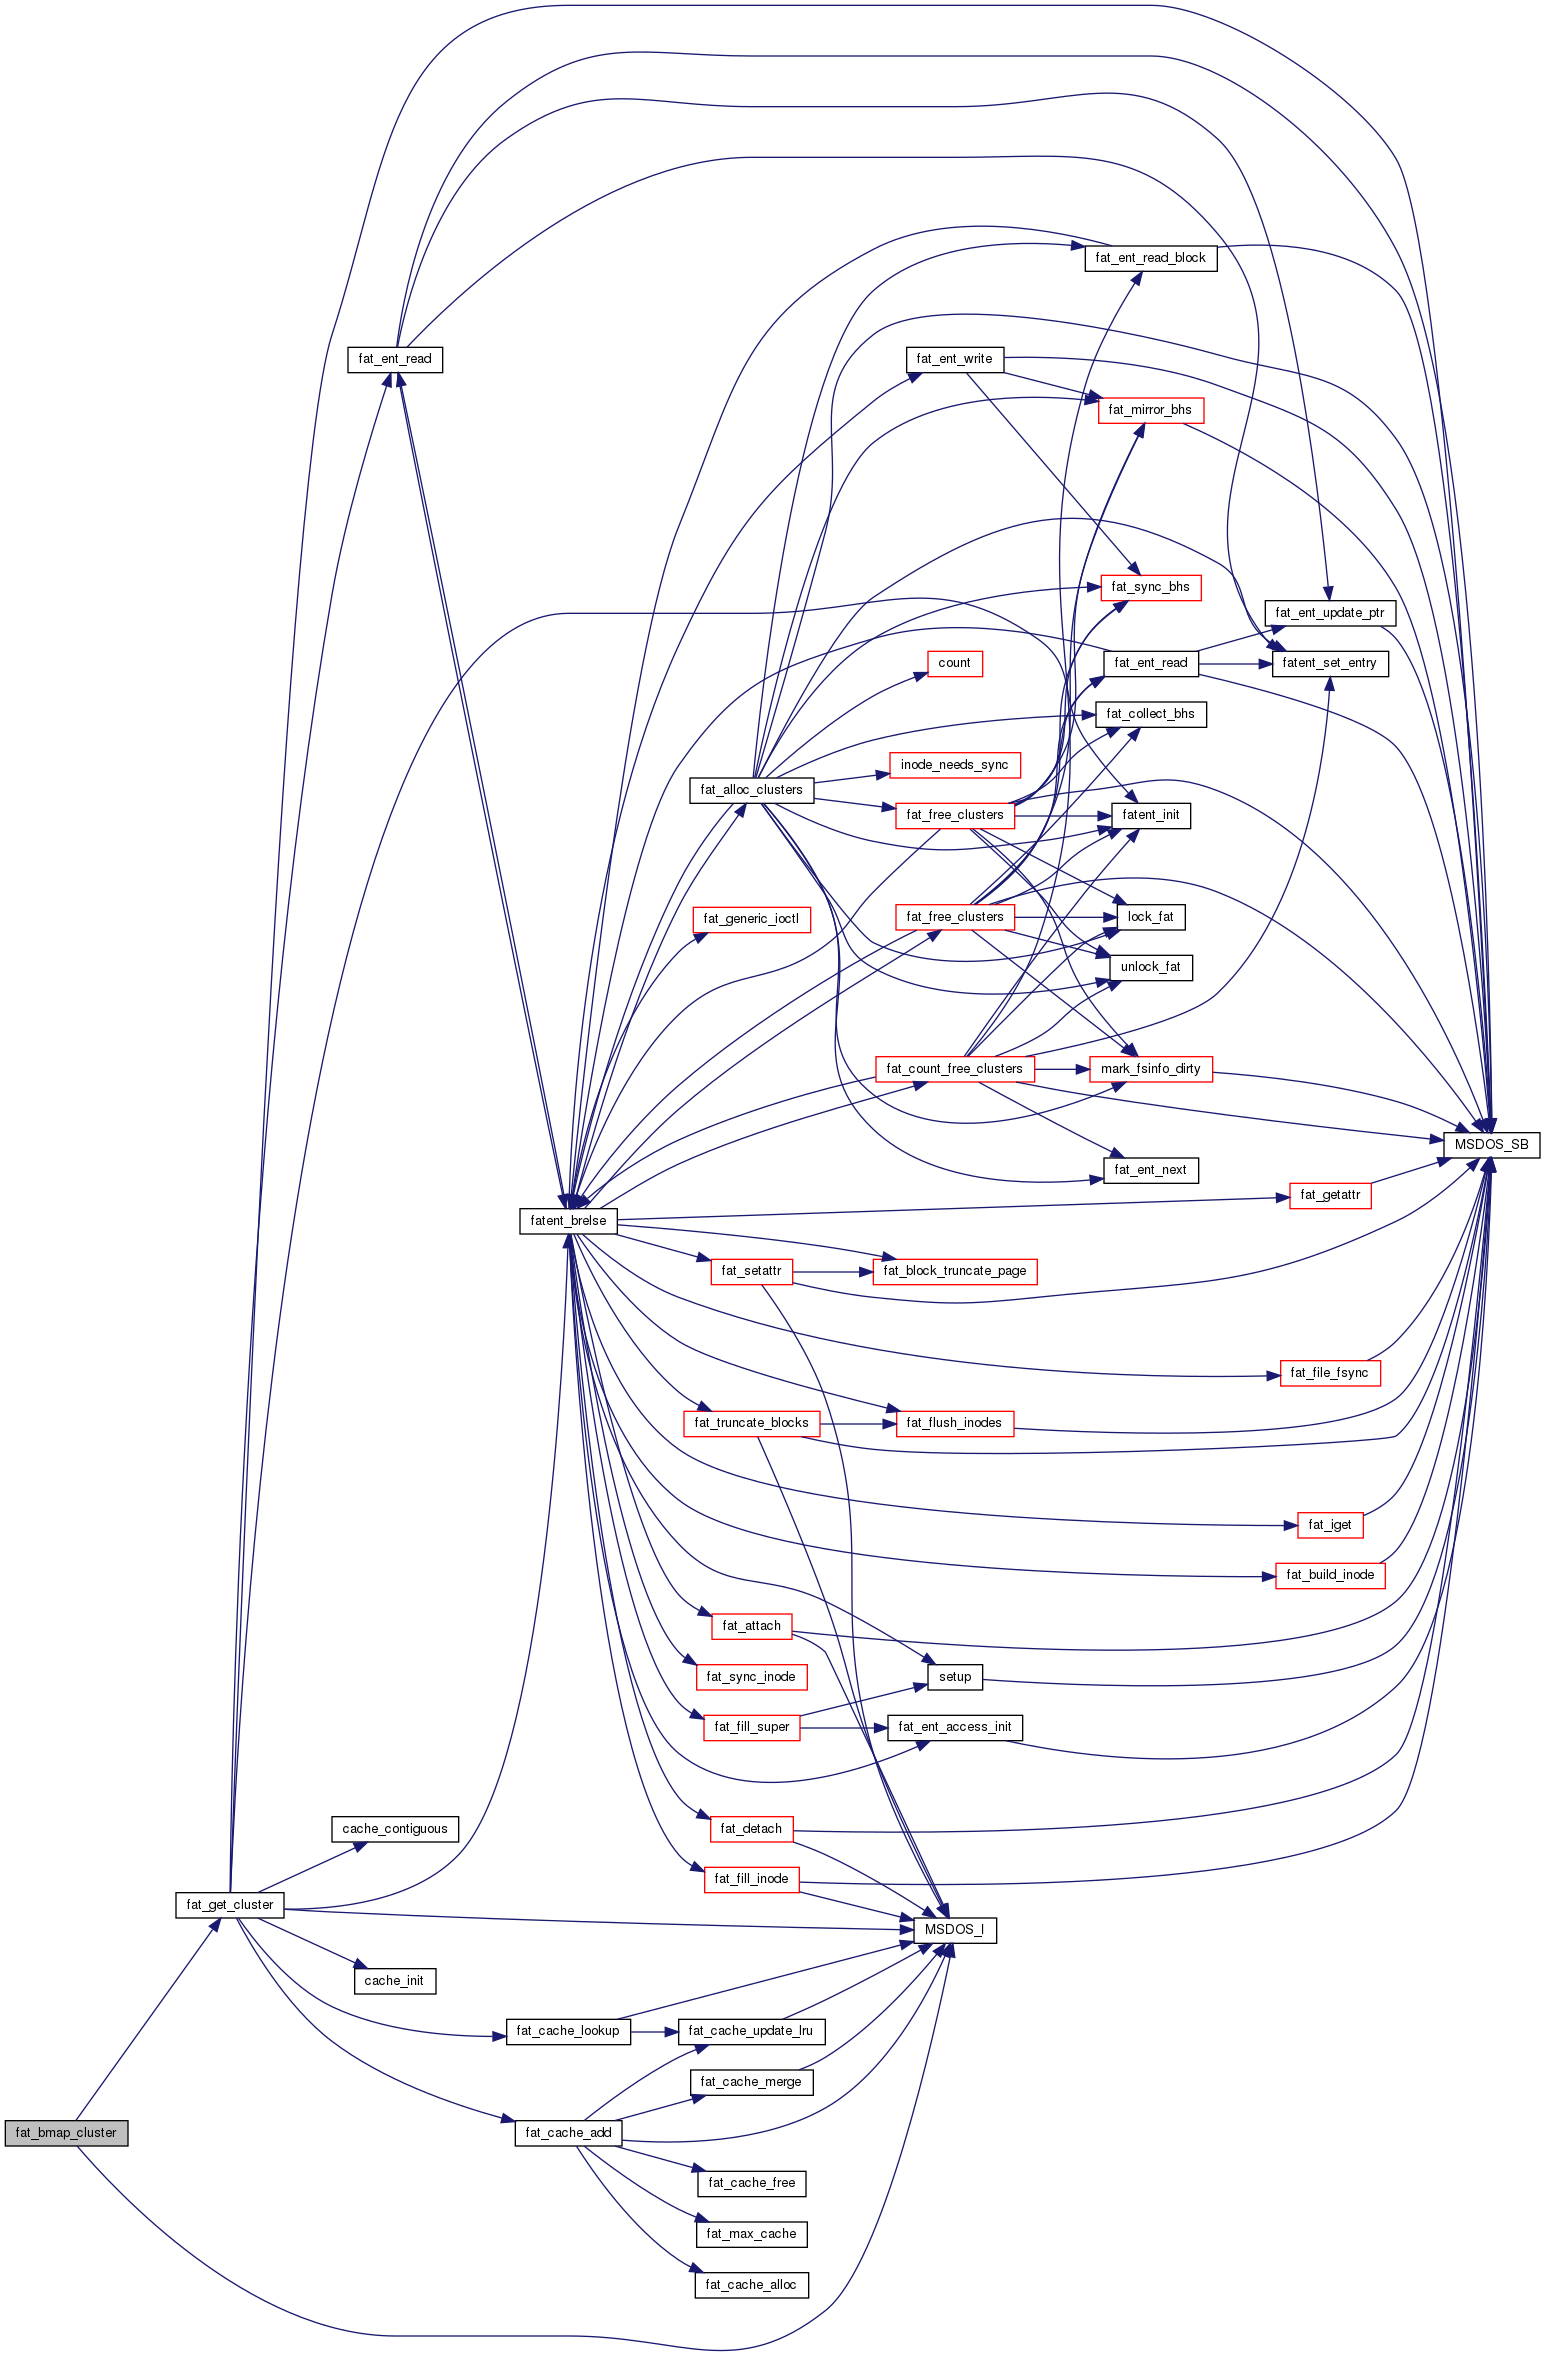 fat_ent_read_block
fat_ent_read
fat_ent_write
fat_mirror_bhs
fat_sync_bhs
fat_ent_update_ptr
count
fat_ent_read
fatent_set_entry
fat_collect_bhs
inode_needs_sync
fat_alloc_clusters
fat_free_clusters
fatent_init
fat_generic_ioctl
fat_free_clusters
lock_fat
unlock_fat
fat_count_free_clusters
mark_fsinfo_dirty
MSDOS_SB
fat_ent_next
fat_getattr
fatent_brelse
fat_setattr
fat_block_truncate_page
fat_file_fsync
fat_truncate_blocks
fat_flush_inodes
fat_iget
fat_build_inode
fat_attach
fat_sync_inode
setup
fat_fill_super
fat_ent_access_init
cache_contiguous
fat_detach
fat_fill_inode
fat_get_cluster
MSDOS_I
cache_init
fat_cache_lookup
fat_cache_update_lru
fat_cache_merge
fat_bmap_cluster
fat_cache_add
fat_cache_free
fat_max_cache
fat_cache_alloc